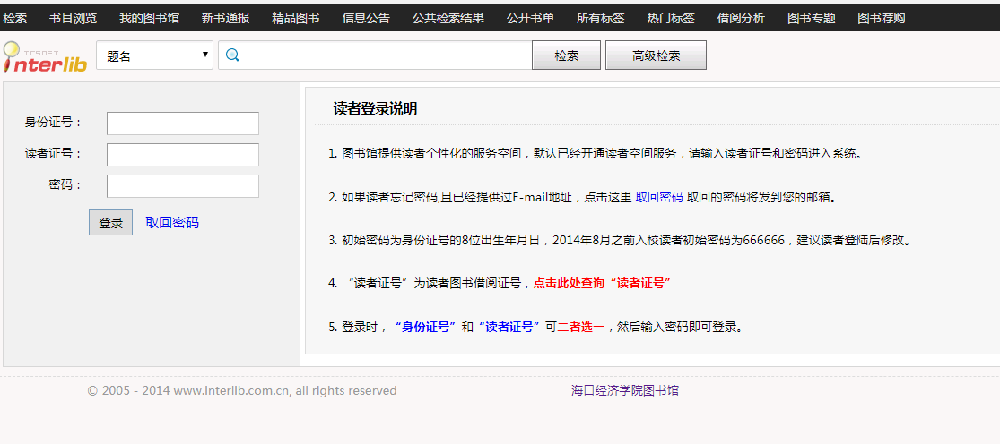 检索 书目浏览 我的图书馆 新书通报 精品图书 信息公告 公共检索结果 公开书单 所有标签 热门标签 借阅分析 图书专题 图书荐购
TCSOFT
interlib
题名 检索 高级检索
身份证号：
读者证号：
密码：
登录 取回密码
读者登录说明
1. 图书馆提供读者个性化的服务空间，默认已经开通读者空间服务，请输入读者证号和密码进入系统。
2. 如果读者忘记密码,且已经提供过E-mail地址，点击这里 取回密码 取回的密码将发到您的邮箱。
3. 初始密码为身份证号的8位出生年月日，2014年8月之前入校读者初始密码为666666，建议读者登陆后修改。
4. “读者证号”为读者图书借阅证号，点击此处查询“读者证号”
5. 登录时，“身份证号”和“读者证号”可二者选一，然后输入密码即可登录。
© 2005 - 2014 www.interlib.com.cn, all rights reserved 海口经济学院图书馆